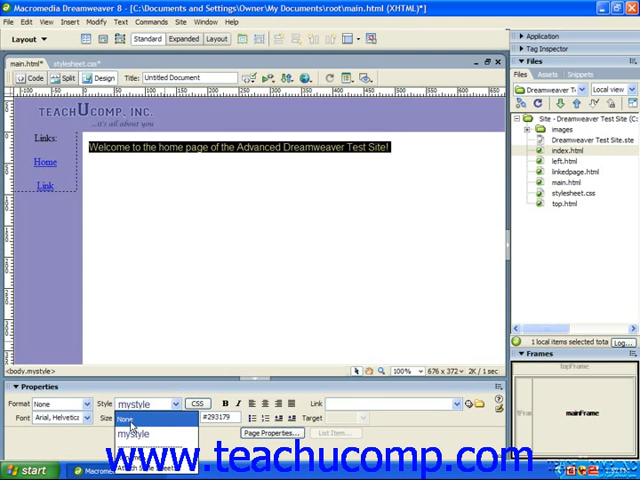 Macromedia Dreamweaver 8 - [C:\Documents and Settings\Owner\My Documents\root\main.html (XHTML)*]
File Edit View Insert Modify Text Commands Site Window Help
Layout Standard Expanded Layout
main.html* stylesheet.css*
Code Split Design Title: Untitled Document
TEACHUCOMP, INC.
...it's all about you
Links:
Home
Link
Welcome to the home page of the Advanced Dreamweaver Test Site!
<body.mystyle> 100% 676 x 372 2K / 1 sec
Properties
Format None Style mystyle CSS B I Link
Font Arial, Helvetica Size #293179 Target
None
mystyle
Page Properties... List Item...
Application
Tag Inspector
Files
Files Assets Snippets
Dreamweaver Local view
Site - Dreamweaver Test Site (C:
images
Dreamweaver Test Site.ste
index.html
left.html
linkedpage.html
main.html
stylesheet.css
top.html
1 local items selected tota Log...
Frames
topFrame
mainFrame
www.teachucomp.com
start Macromed